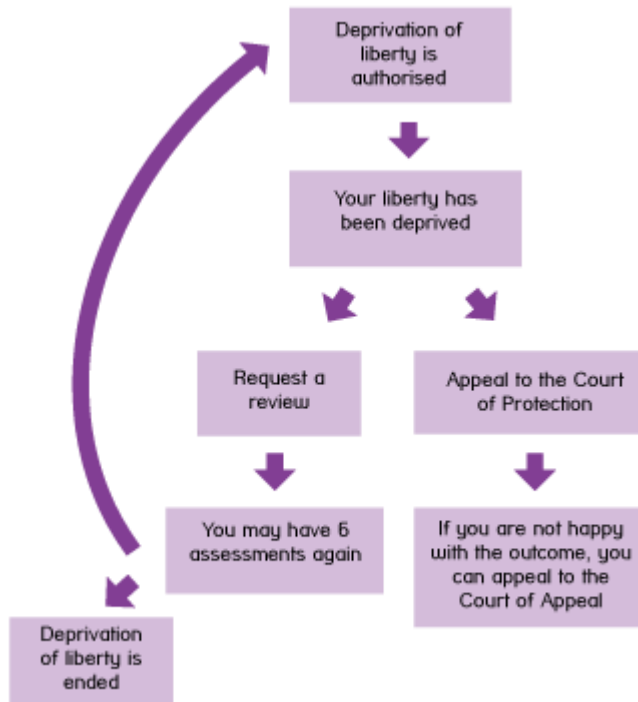 Deprivation of
liberty is
authorised
Your liberty has
been deprived
Request a
review
Appeal to the Court
of Protection
You may have 6
assessments again
If you are not happy
with the outcome, you
can appeal to the
Court of Appeal
Deprivation
of liberty is
ended